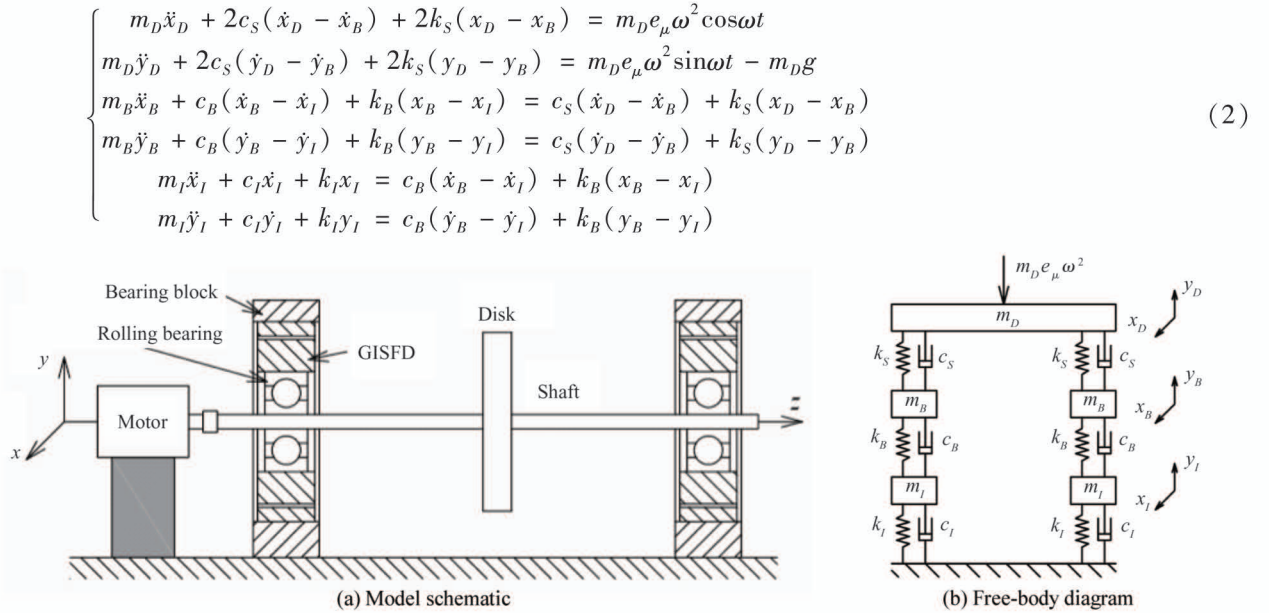 m_D ẍ_D + 2c_S(ẋ_D − ẋ_B) + 2k_S(x_D − x_B) = m_D e_μ ω² cosωt
m_D ÿ_D + 2c_S(ẏ_D − ẏ_B) + 2k_S(y_D − y_B) = m_D e_μ ω² sinωt − m_D g
m_B ẍ_B + c_B(ẋ_B − ẋ_I) + k_B(x_B − x_I) = c_S(ẋ_D − ẋ_B) + k_S(x_D − x_B)
(2)
m_B ÿ_B + c_B(ẏ_B − ẏ_I) + k_B(y_B − y_I) = c_S(ẏ_D − ẏ_B) + k_S(y_D − y_B)
m_I ẍ_I + c_I ẋ_I + k_I x_I = c_B(ẋ_B − ẋ_I) + k_B(x_B − x_I)
m_I ÿ_I + c_I ẏ_I + k_I y_I = c_B(ẏ_B − ẏ_I) + k_B(y_B − y_I)
Bearing block
Rolling bearing
Disk
GISFD
Shaft
y
x
z
Motor
(a) Model schematic
m_D e_μ ω²
m_D
y_D
x_D
k_S
c_S
k_S
c_S
m_B
m_B
y_B
x_B
k_B
c_B
k_B
c_B
m_I
m_I
y_I
x_I
k_I
c_I
k_I
c_I
(b) Free-body diagram